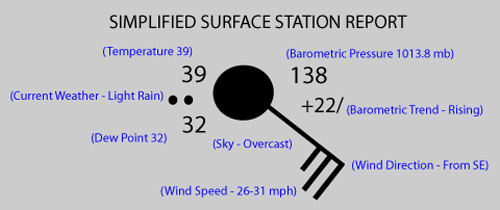 SIMPLIFIED SURFACE STATION REPORT
(Temperature 39)
(Barometric Pressure 1013.8 mb)
39
138
(Current Weather - Light Rain)
+22/
(Barometric Trend - Rising)
32
(Dew Point 32)
(Sky - Overcast)
(Wind Direction - From SE)
(Wind Speed - 26-31 mph)